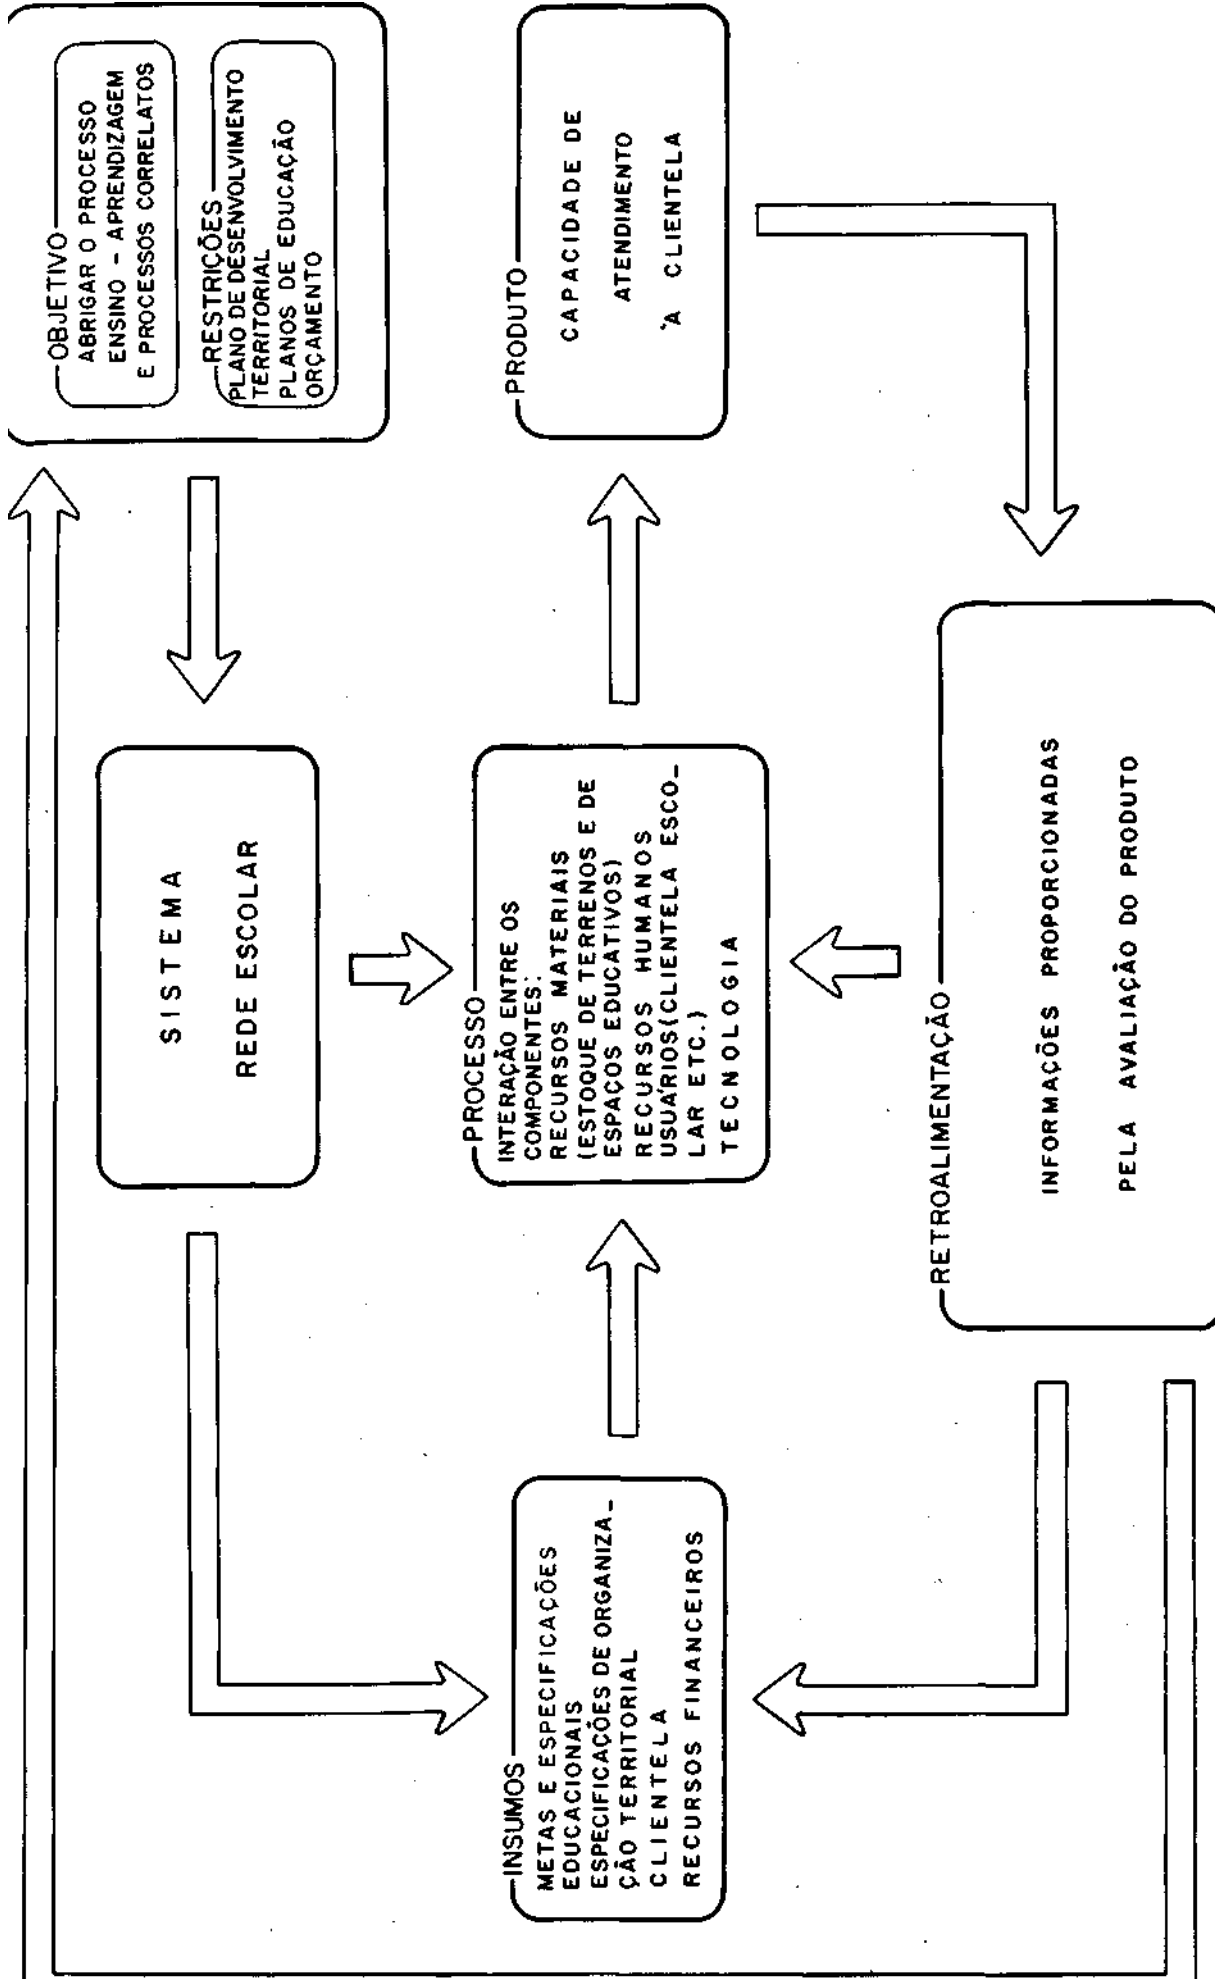 OBJETIVO
ABRIGAR O PROCESSO
ENSINO - APRENDIZAGEM
E PROCESSOS CORRELATOS
RESTRIÇÕES
PLANO DE DESENVOLVIMENTO
TERRITORIAL
PLANOS DE EDUCAÇÃO
ORÇAMENTO
SISTEMA
REDE ESCOLAR
INSUMOS
METAS E ESPECIFICAÇÕES
EDUCACIONAIS
ESPECIFICAÇÕES DE ORGANIZA_
ÇÃO TERRITORIAL
CLIENTELA
RECURSOS FINANCEIROS
PROCESSO
INTERAÇÃO ENTRE OS
COMPONENTES:
RECURSOS MATERIAIS
(ESTOQUE DE TERRENOS E DE
ESPAÇOS EDUCATIVOS)
RECURSOS HUMANOS
USUÁRIOS(CLIENTELA ESCO_
LAR ETC.)
TECNOLOGIA
PRODUTO
CAPACIDADE DE
ATENDIMENTO
'A CLIENTELA
RETROALIMENTAÇÃO
INFORMAÇÕES PROPORCIONADAS
PELA AVALIAÇÃO DO PRODUTO